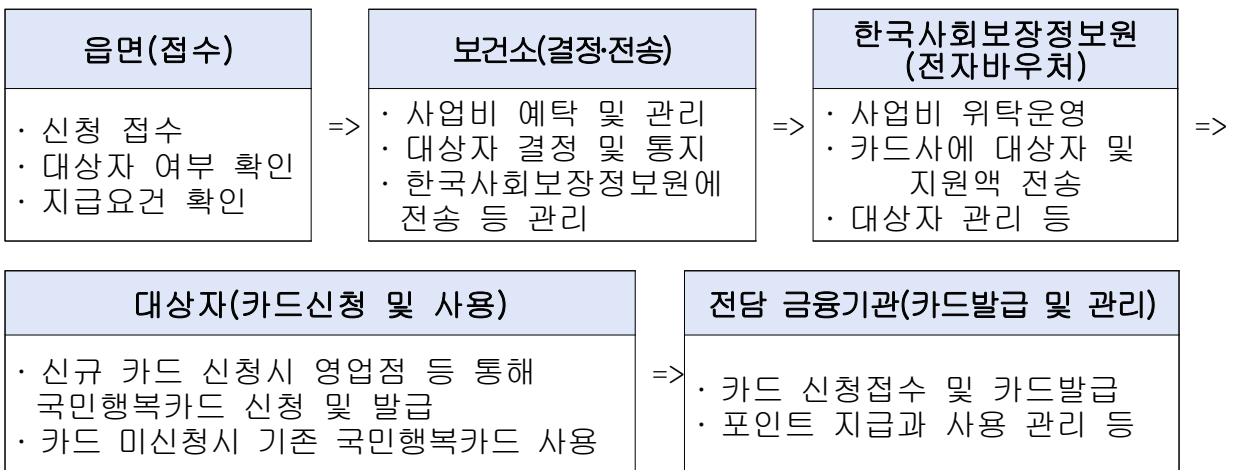 읍면(접수)
· 신청 접수
· 대상자 여부 확인
· 지급요건 확인
=>
보건소(결정·전송)
· 사업비 예탁 및 관리
· 대상자 결정 및 통지
· 한국사회보장정보원에
전송 등 관리
=>
한국사회보장정보원
(전자바우처)
· 사업비 위탁운영
· 카드사에 대상자 및
지원액 전송
· 대상자 관리 등
=>
대상자(카드신청 및 사용)
· 신규 카드 신청시 영업점 등 통해
국민행복카드 신청 및 발급
· 카드 미신청시 기존 국민행복카드 사용
=>
전담 금융기관(카드발급 및 관리)
· 카드 신청접수 및 카드발급
· 포인트 지급과 사용 관리 등